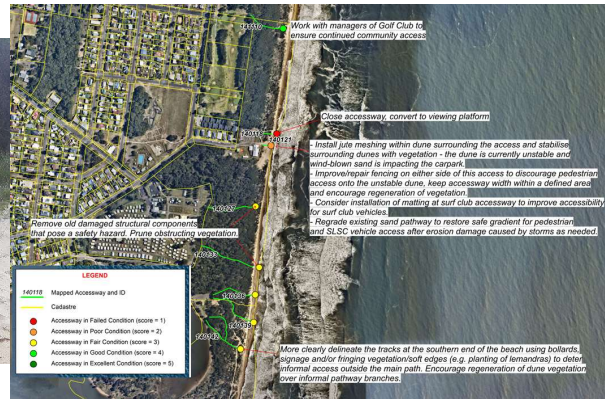 140110
Work with managers of Golf Club to
ensure continued community access
Close accessway, convert to viewing platform
140118
140121
- Install jute meshing within dune surrounding the access and stabilise
surrounding dunes with vegetation - the dune is currently unstable and
wind-blown sand is impacting the carpark.
- Improve/repair fencing on either side of this access to discourage pedestrian
access onto the unstable dune, keep accessway width within a defined area
and encourage regeneration of vegetation.
- Consider installation of matting at surf club accessway to improve accessibility
for surf club vehicles.
- Regrade existing sand pathway to restore safe gradient for pedestrian
and SLSC vehicle access after erosion damage caused by storms as needed.
140127
Remove old damaged structural components
that pose a safety hazard. Prune obstructing vegetation.
140133
140136
140139
140142
More clearly delineate the tracks at the southern end of the beach using bollards,
signage and/or fringing vegetation/soft edges (e.g. planting of lomandras) to deter
informal access outside the main path. Encourage regeneration of dune vegetation
over informal pathway branches.
LEGEND
140118 Mapped Accessway and ID
Cadastre
Accessway in Failed Condition (score = 1)
Accessway in Poor Condition (score = 2)
Accessway in Fair Condition (score = 3)
Accessway in Good Condition (score = 4)
Accessway in Excellent Condition (score = 5)